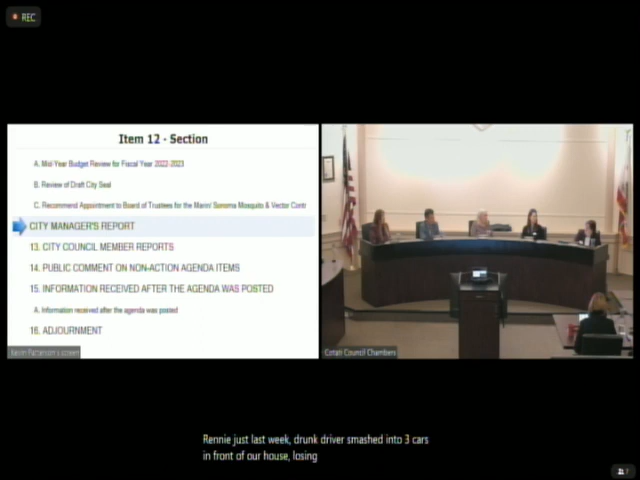 REC
Item 12 - Section
A. Mid-Year Budget Review for Fiscal Year 2022-2023
B. Review of Draft City Seal
C. Recommend Appointment to Board of Trustees for the Marin/ Sonoma Mosquito & Vector Contr
CITY MANAGER'S REPORT
13. CITY COUNCIL MEMBER REPORTS
14. PUBLIC COMMENT ON NON-ACTION AGENDA ITEMS
15. INFORMATION RECEIVED AFTER THE AGENDA WAS POSTED
A. Information received after the agenda was posted
16. ADJOURNMENT
Kevin Patterson's screen
Cotati Council Chambers
Rennie just last week, drunk driver smashed into 3 cars
in front of our house, losing